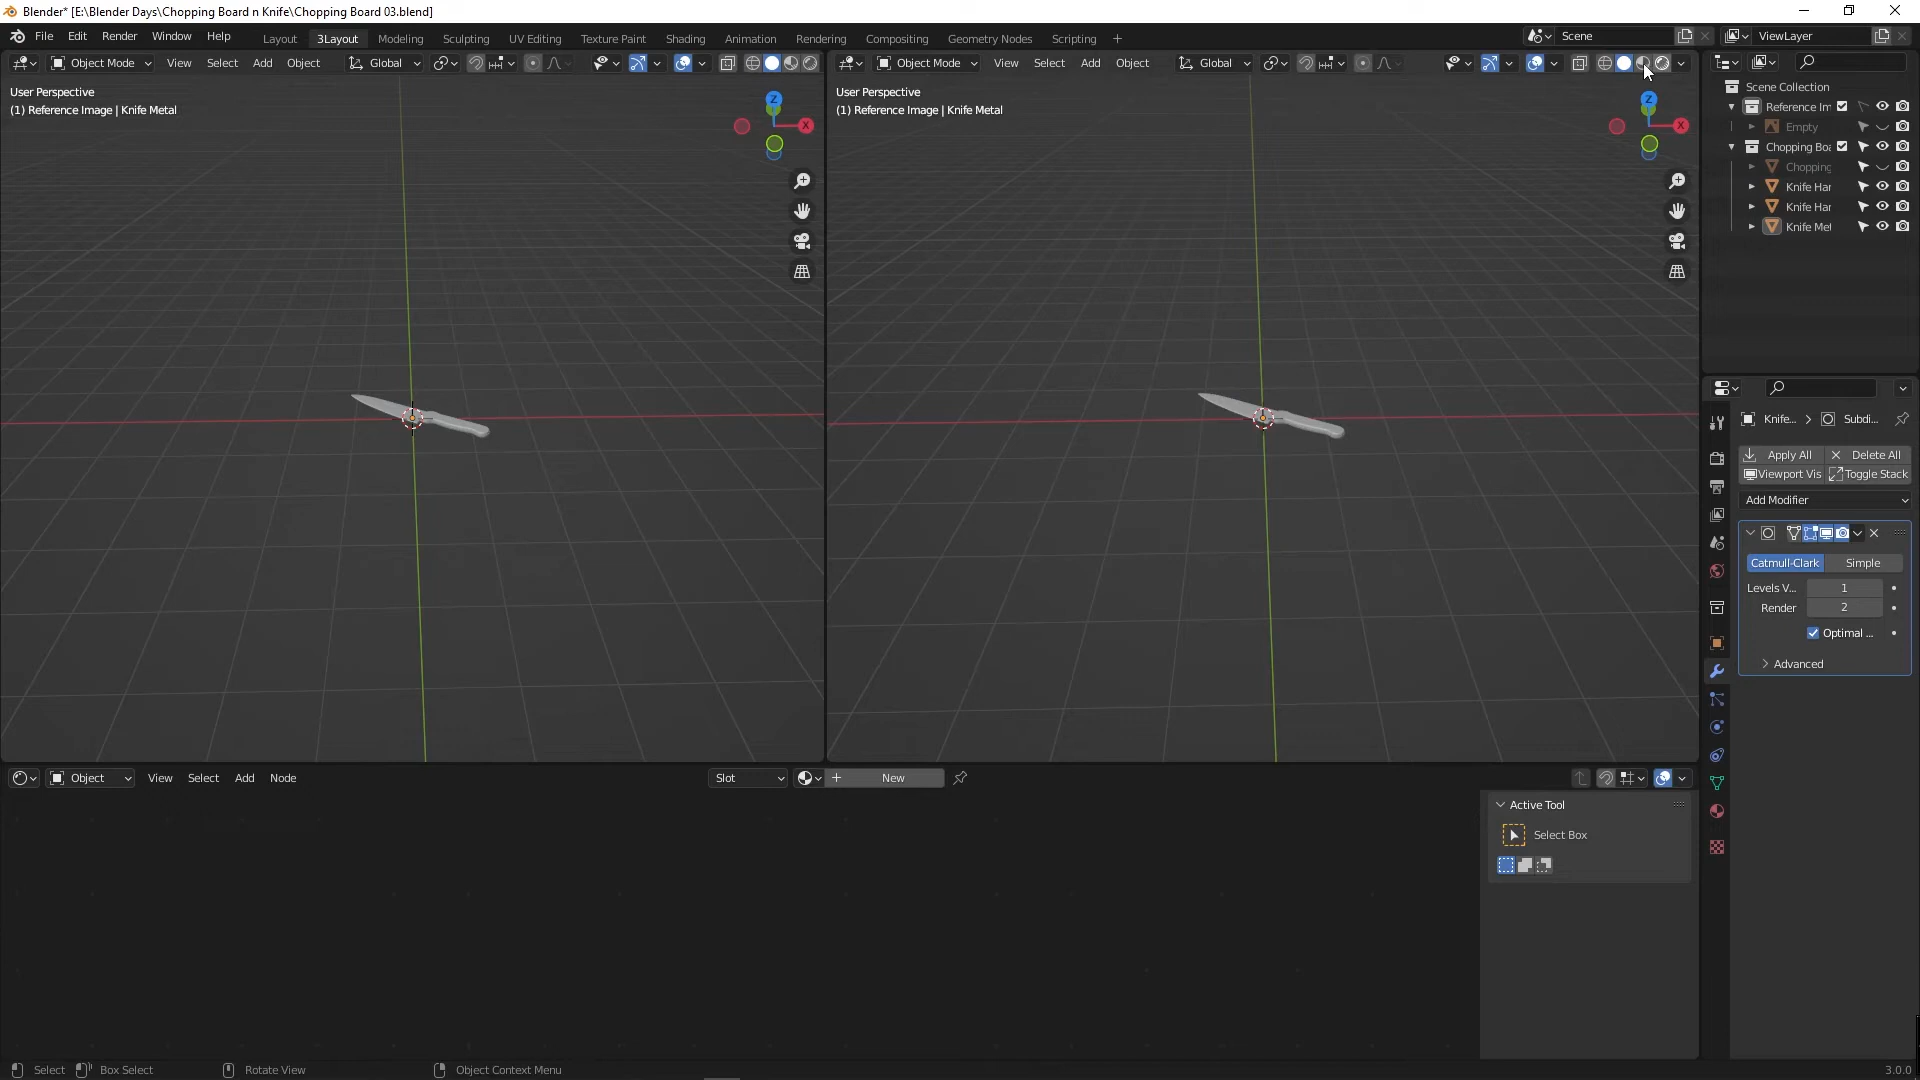 Blender* [E:\Blender Days\Chopping Board n Knife\Chopping Board 03.blend]
File Edit Render Window Help Layout 3Layout Modeling Sculpting UV Editing Texture Paint Shading Animation Rendering Compositing Geometry Nodes Scripting + Scene ViewLayer
Object Mode View Select Add Object Global
Object Mode View Select Add Object Global
User Perspective
(1) Reference Image | Knife Metal
Z
X
User Perspective
(1) Reference Image | Knife Metal
Z
X
Scene Collection
Reference Im
Empty
Chopping Boa
Chopping
Knife Har
Knife Har
Knife Met
Knife... > Subdi...
Apply All Delete All
Viewport Vis Toggle Stack
Add Modifier
Catmull-Clark Simple
Levels V... 1
Render 2
Optimal ...
Advanced
Object View Select Add Node Slot New
Active Tool
Select Box
Select Box Select Rotate View Object Context Menu 3.0.0